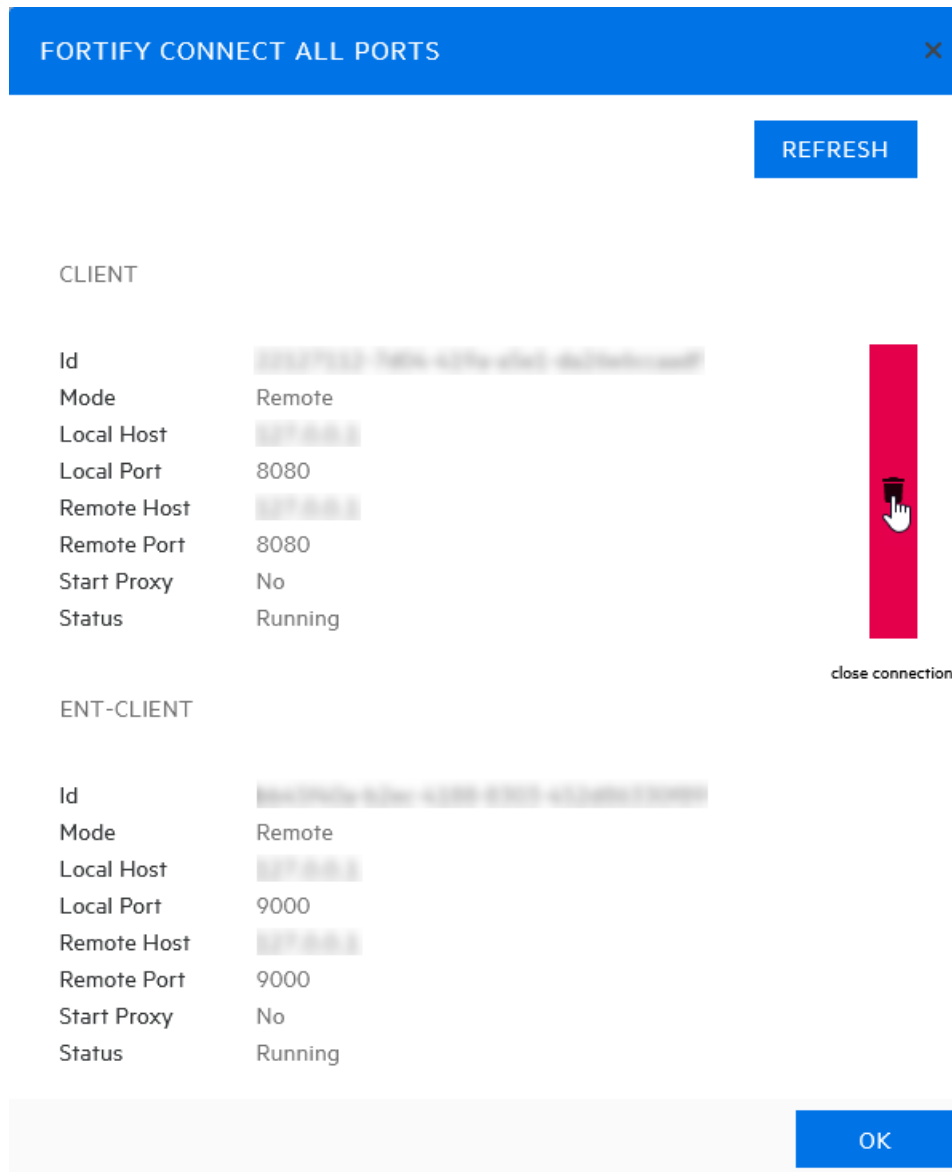 FORTIFY CONNECT ALL PORTS
REFRESH
CLIENT
Id
Mode Remote
Local Host
Local Port 8080
Remote Host
Remote Port 8080
Start Proxy No
Status Running
close connection
ENT-CLIENT
Id
Mode Remote
Local Host
Local Port 9000
Remote Host
Remote Port 9000
Start Proxy No
Status Running
OK